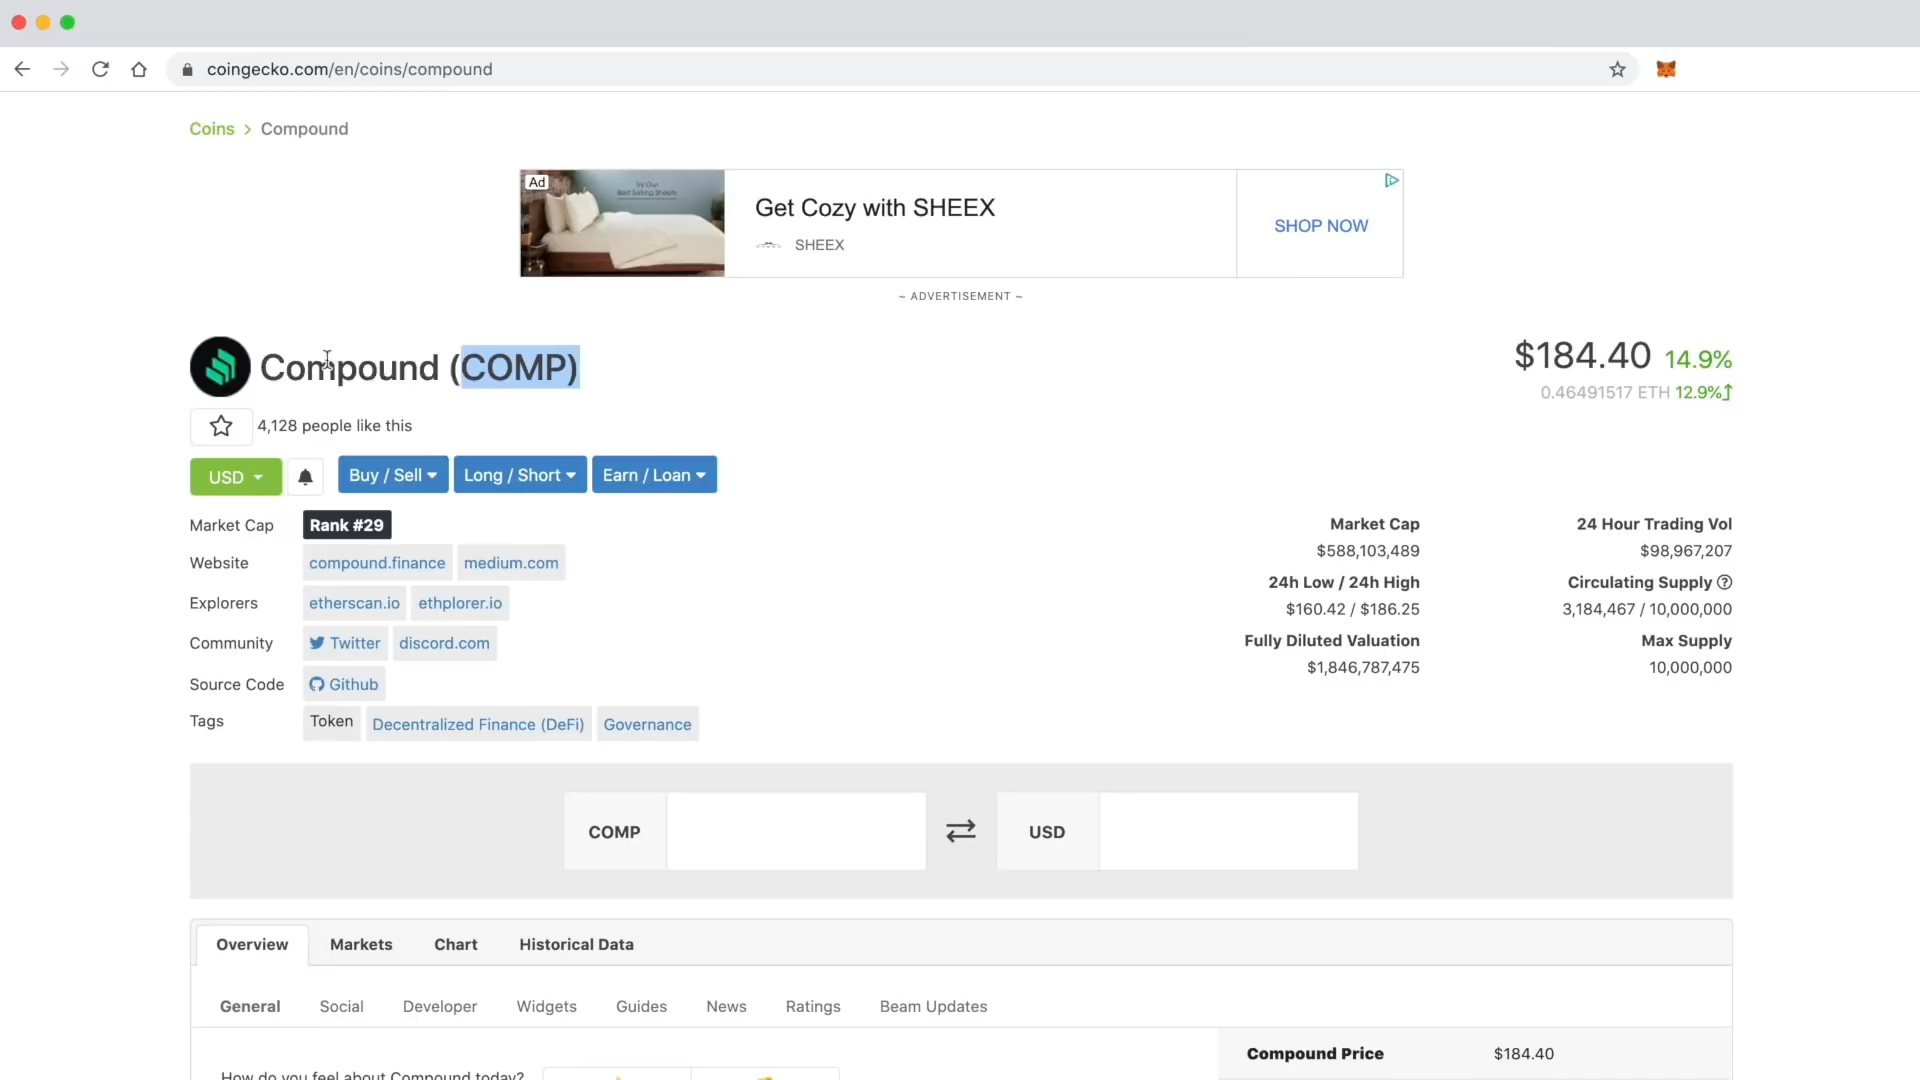 coingecko.com/en/coins/compound
Coins > Compound
Ad
Try Our
Best Selling Sheets
Get Cozy with SHEEX
SHEEX
SHOP NOW
~ ADVERTISEMENT ~
Compound (COMP)
$184.40 14.9%
0.46491517 ETH 12.9%
4,128 people like this
USD
Buy / Sell
Long / Short
Earn / Loan
Market Cap Rank #29
Website compound.finance medium.com
Explorers etherscan.io ethplorer.io
Community Twitter discord.com
Source Code Github
Tags Token Decentralized Finance (DeFi) Governance
Market Cap
$588,103,489
24 Hour Trading Vol
$98,967,207
24h Low / 24h High
$160.42 / $186.25
Circulating Supply
3,184,467 / 10,000,000
Fully Diluted Valuation
$1,846,787,475
Max Supply
10,000,000
COMP
USD
Overview Markets Chart Historical Data
General Social Developer Widgets Guides News Ratings Beam Updates
How do you feel about Compound today?
Compound Price $184.40